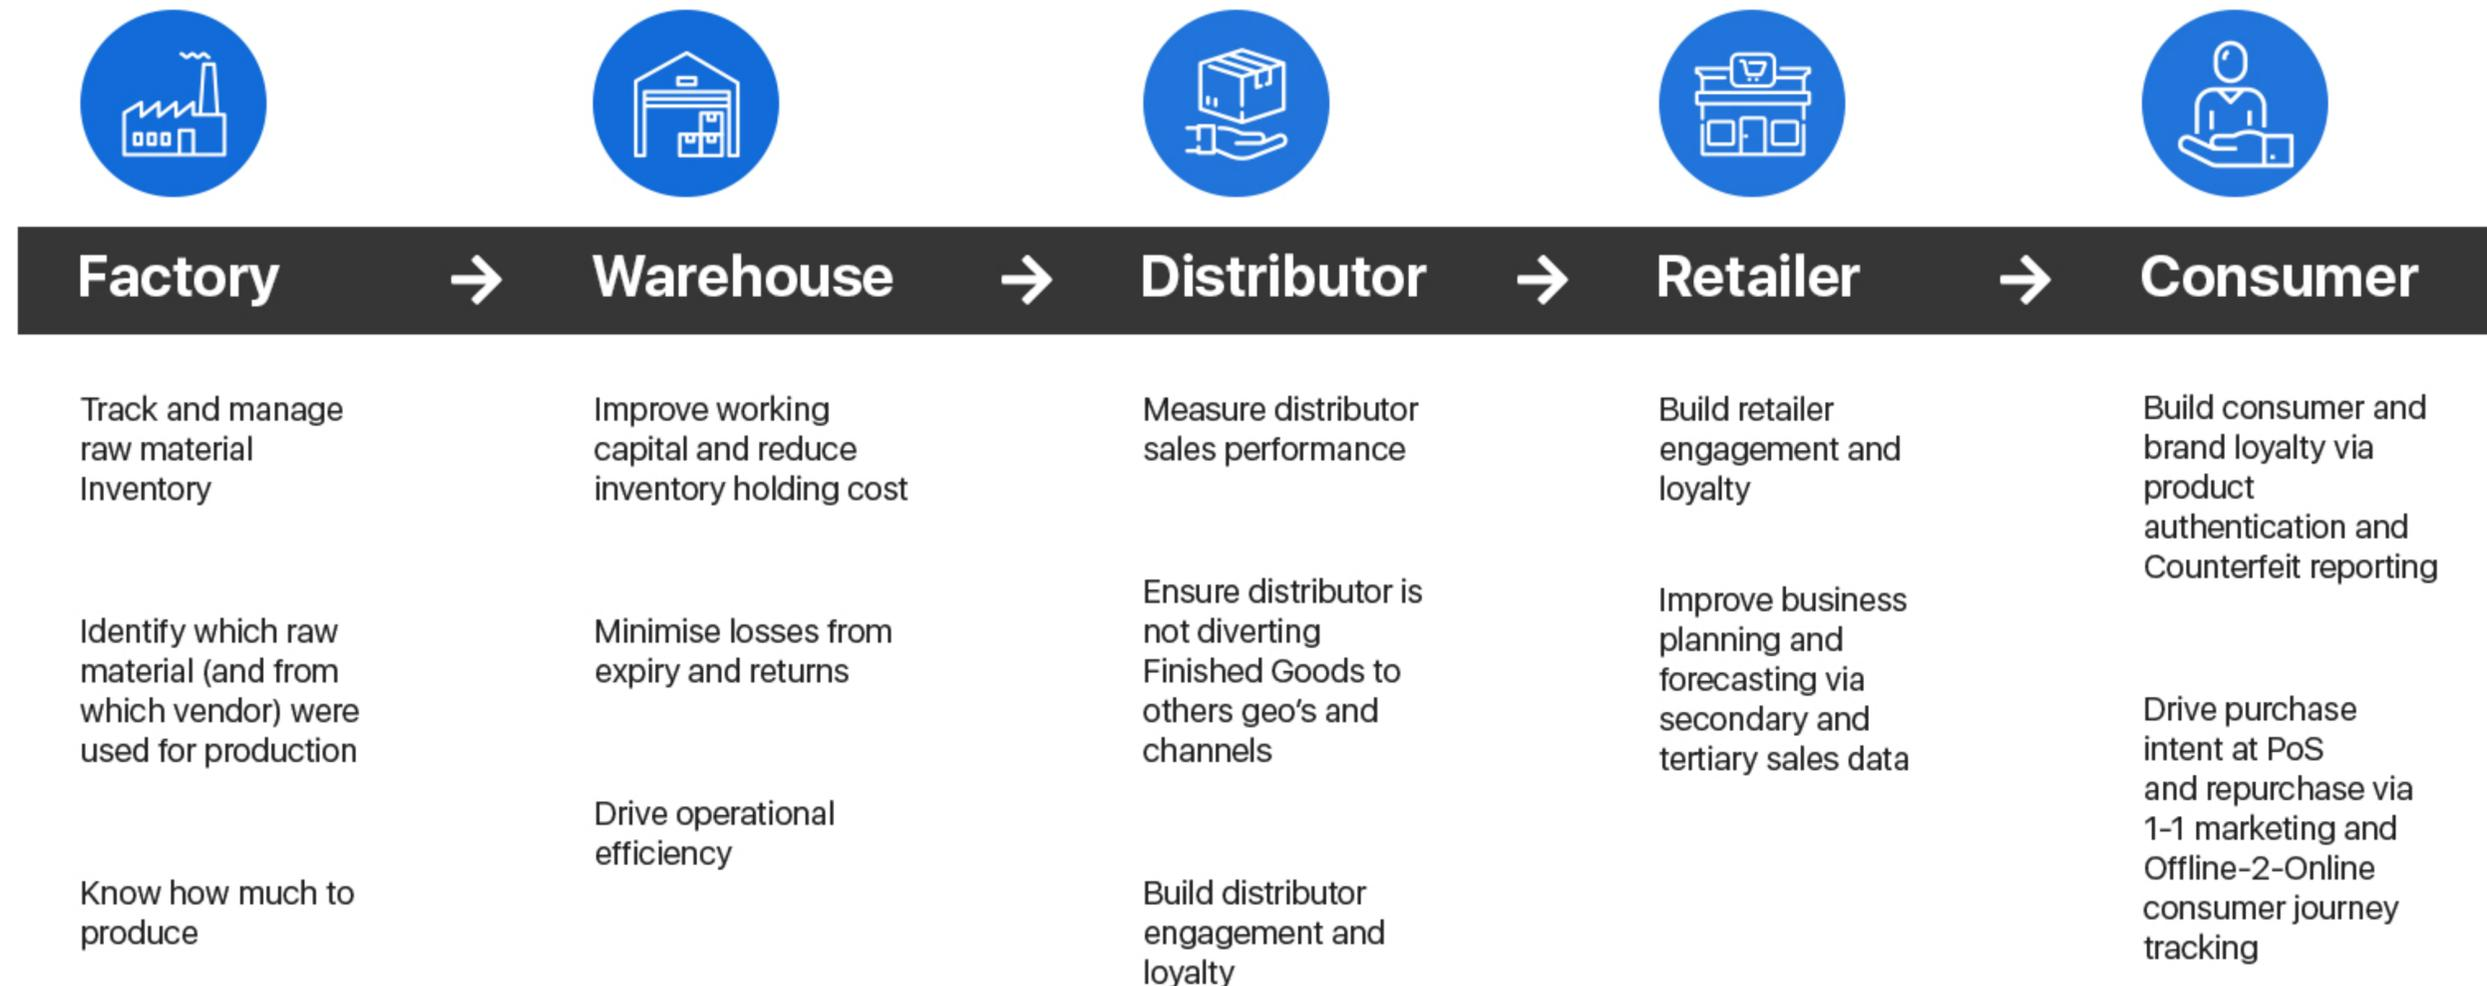 Factory → Warehouse → Distributor → Retailer → Consumer
Track and manage
raw material
Inventory
Identify which raw
material (and from
which vendor) were
used for production
Know how much to
produce
Improve working
capital and reduce
inventory holding cost
Minimise losses from
expiry and returns
Drive operational
efficiency
Measure distributor
sales performance
Ensure distributor is
not diverting
Finished Goods to
others geo’s and
channels
Build distributor
engagement and
loyalty
Build retailer
engagement and
loyalty
Improve business
planning and
forecasting via
secondary and
tertiary sales data
Build consumer and
brand loyalty via
product
authentication and
Counterfeit reporting
Drive purchase
intent at PoS
and repurchase via
1-1 marketing and
Offline-2-Online
consumer journey
tracking